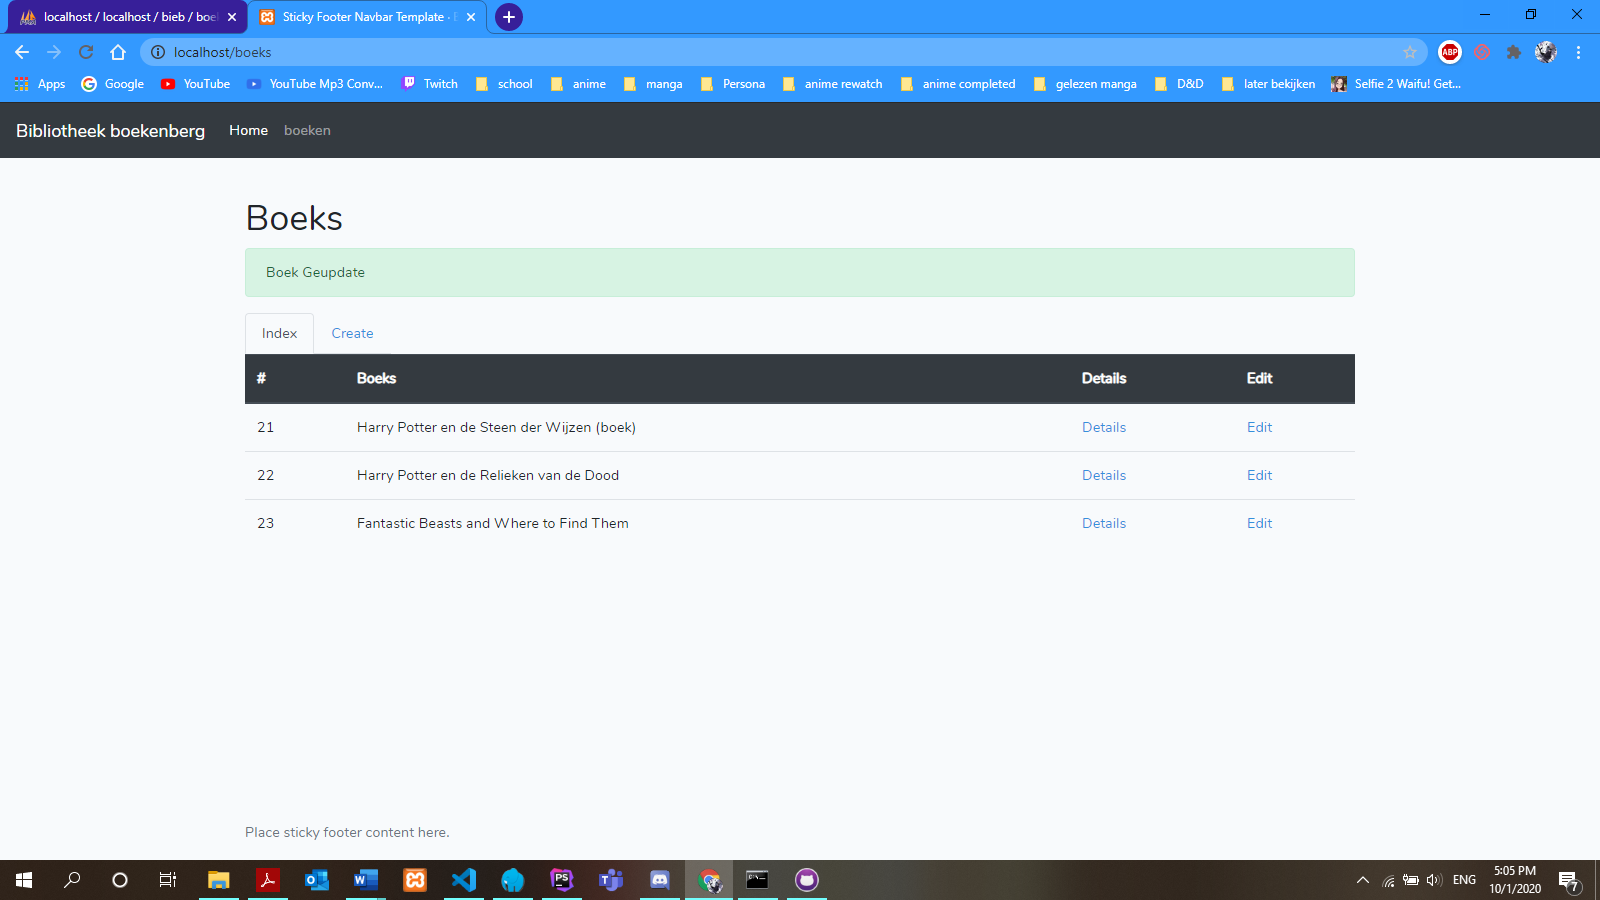 localhost / localhost / bieb / boe
Sticky Footer Navbar Template ·
localhost/boeks
ABP
Apps Google YouTube YouTube Mp3 Conv... Twitch school anime manga Persona anime rewatch anime completed gelezen manga D&D later bekijken Selfie 2 Waifu! Get...
Bibliotheek boekenberg Home boeken
Boeks
Boek Geupdate
Index Create
# Boeks Details Edit
21 Harry Potter en de Steen der Wijzen (boek) Details Edit
22 Harry Potter en de Relieken van de Dood Details Edit
23 Fantastic Beasts and Where to Find Them Details Edit
Place sticky footer content here.
ENG
5:05 PM
10/1/2020
7